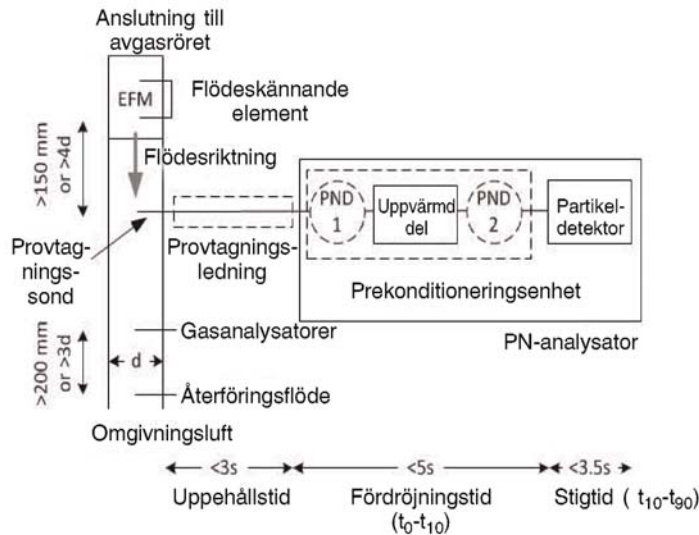 Anslutning till
avgasröret
EFM
Flödeskännande
element
>150 mm
or >4d
Flödesriktning
PND
1
Uppvärmd
del
PND
2
Partikel-
detektor
Provtag-
nings-
sond
Provtagnings-
ledning
Prekonditioneringsenhet
PN-analysator
>200 mm
or >3d
d
Gasanalysatorer
Återföringsflöde
Omgivningsluft
<3s
<5s
<3.5s
Uppehållstid
Fördröjningstid
(t0-t10)
Stigtid ( t10-t90)